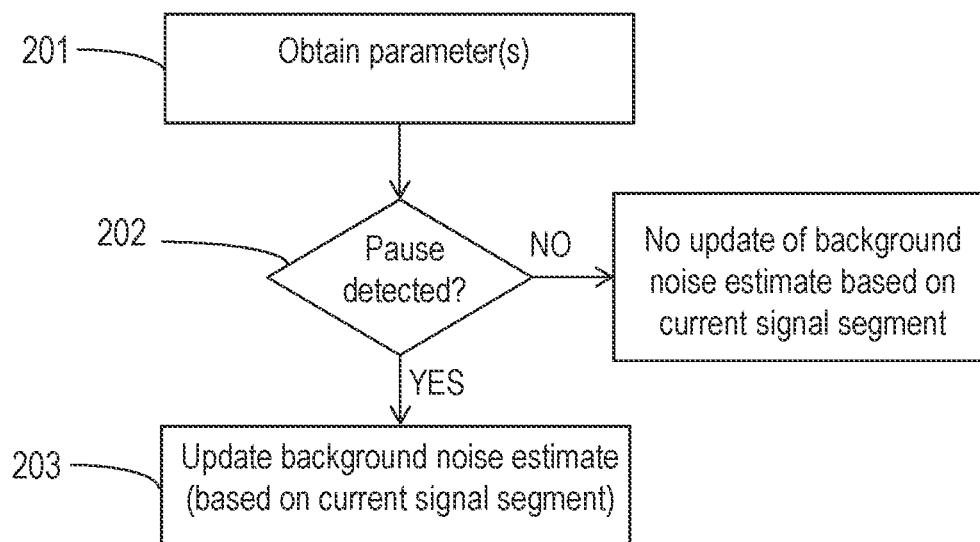 201
Obtain parameter(s)
202
Pause
detected?
NO
No update of background
noise estimate based on
current signal segment
YES
203
Update background noise estimate
(based on current signal segment)